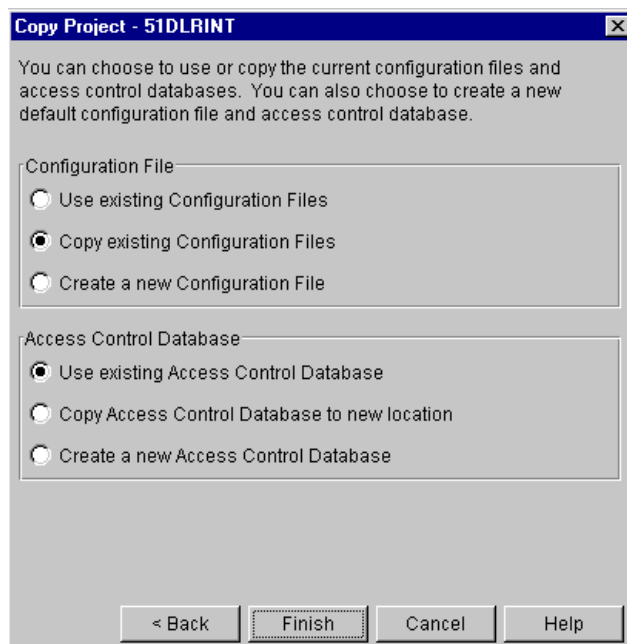 Copy Project - 51DLRINT
You can choose to use or copy the current configuration files and
access control databases. You can also choose to create a new
default configuration file and access control database.
Configuration File
Use existing Configuration Files
Copy existing Configuration Files
Create a new Configuration File
Access Control Database
Use existing Access Control Database
Copy Access Control Database to new location
Create a new Access Control Database
< Back Finish Cancel Help